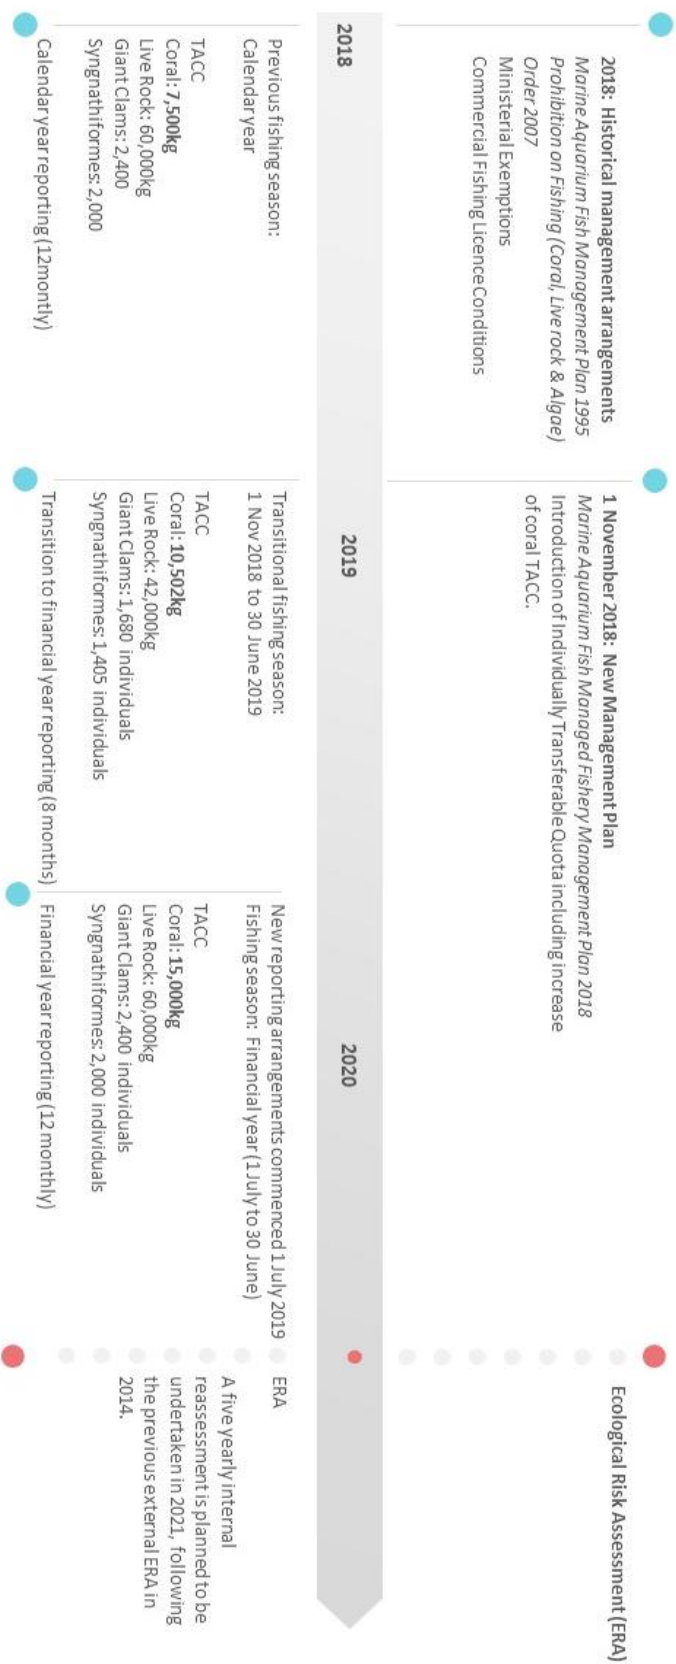 2018: Historical management arrangements
Marine Aquarium Fish Management Plan 1995
Prohibition on Fishing (Coral, Live rock & Algae)
Order 2007
Ministerial Exemptions
Commercial Fishing Licence Conditions
1 November 2018: New Management Plan
Marine Aquarium Fish Managed Fishery Management Plan 2018
Introduction of Individually Transferable Quota including increase
of coral TACC.
Ecological Risk Assessment (ERA)
2018
2019
2020
Previous fishing season:
Calendar year
TACC
Coral: 7,500kg
Live Rock: 60,000kg
Giant Clams: 2,400
Syngnathiformes: 2,000
Calendar year reporting (12montly)
Transitional fishing season:
1 Nov 2018 to 30 June 2019
TACC
Coral: 10,502kg
Live Rock: 42,000kg
Giant Clams: 1,680 individuals
Syngnathiformes: 1,405 individuals
Transition to financial year reporting (8 months)
New reporting arrangements commenced 1 July 2019
Fishing season: Financial year (1 July to 30 June)
TACC
Coral: 15,000kg
Live Rock: 60,000kg
Giant Clams: 2,400 individuals
Syngnathiformes: 2,000 individuals
Financial year reporting (12 monthly)
ERA
A five yearly internal
reassessment is planned to be
undertaken in 2021, following
the previous external ERA in
2014.